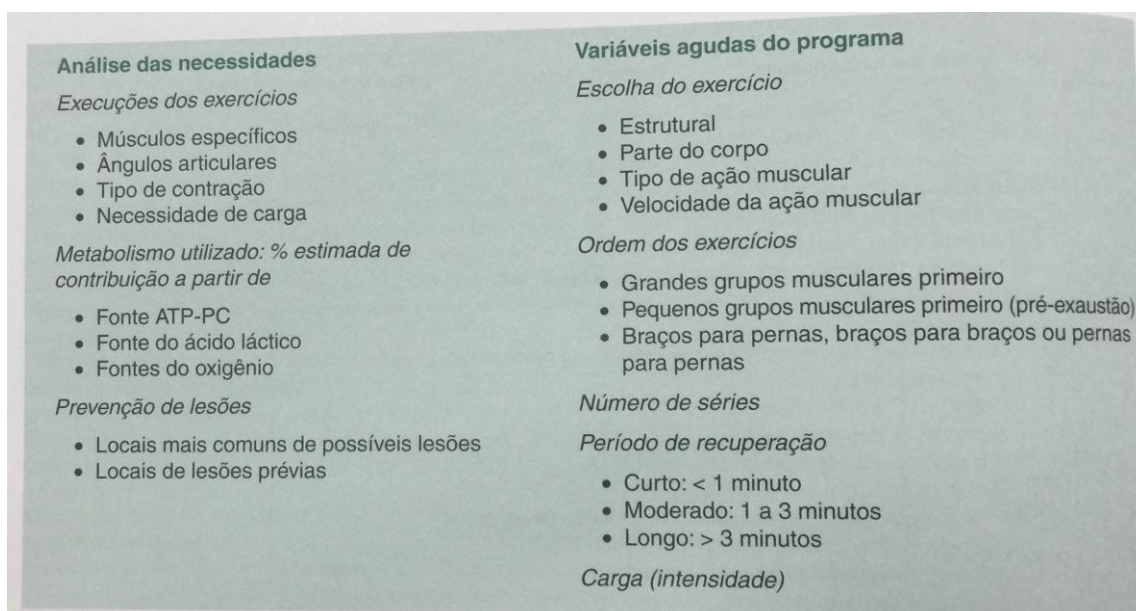 Análise das necessidades
Execuções dos exercícios
• Músculos específicos
• Ângulos articulares
• Tipo de contração
• Necessidade de carga
Metabolismo utilizado: % estimada de
contribuição a partir de
• Fonte ATP-PC
• Fonte do ácido láctico
• Fontes do oxigênio
Prevenção de lesões
• Locais mais comuns de possíveis lesões
• Locais de lesões prévias
Variáveis agudas do programa
Escolha do exercício
• Estrutural
• Parte do corpo
• Tipo de ação muscular
• Velocidade da ação muscular
Ordem dos exercícios
• Grandes grupos musculares primeiro
• Pequenos grupos musculares primeiro (pré-exaustão)
• Braços para pernas, braços para braços ou pernas
para pernas
Número de séries
Período de recuperação
• Curto: < 1 minuto
• Moderado: 1 a 3 minutos
• Longo: > 3 minutos
Carga (intensidade)